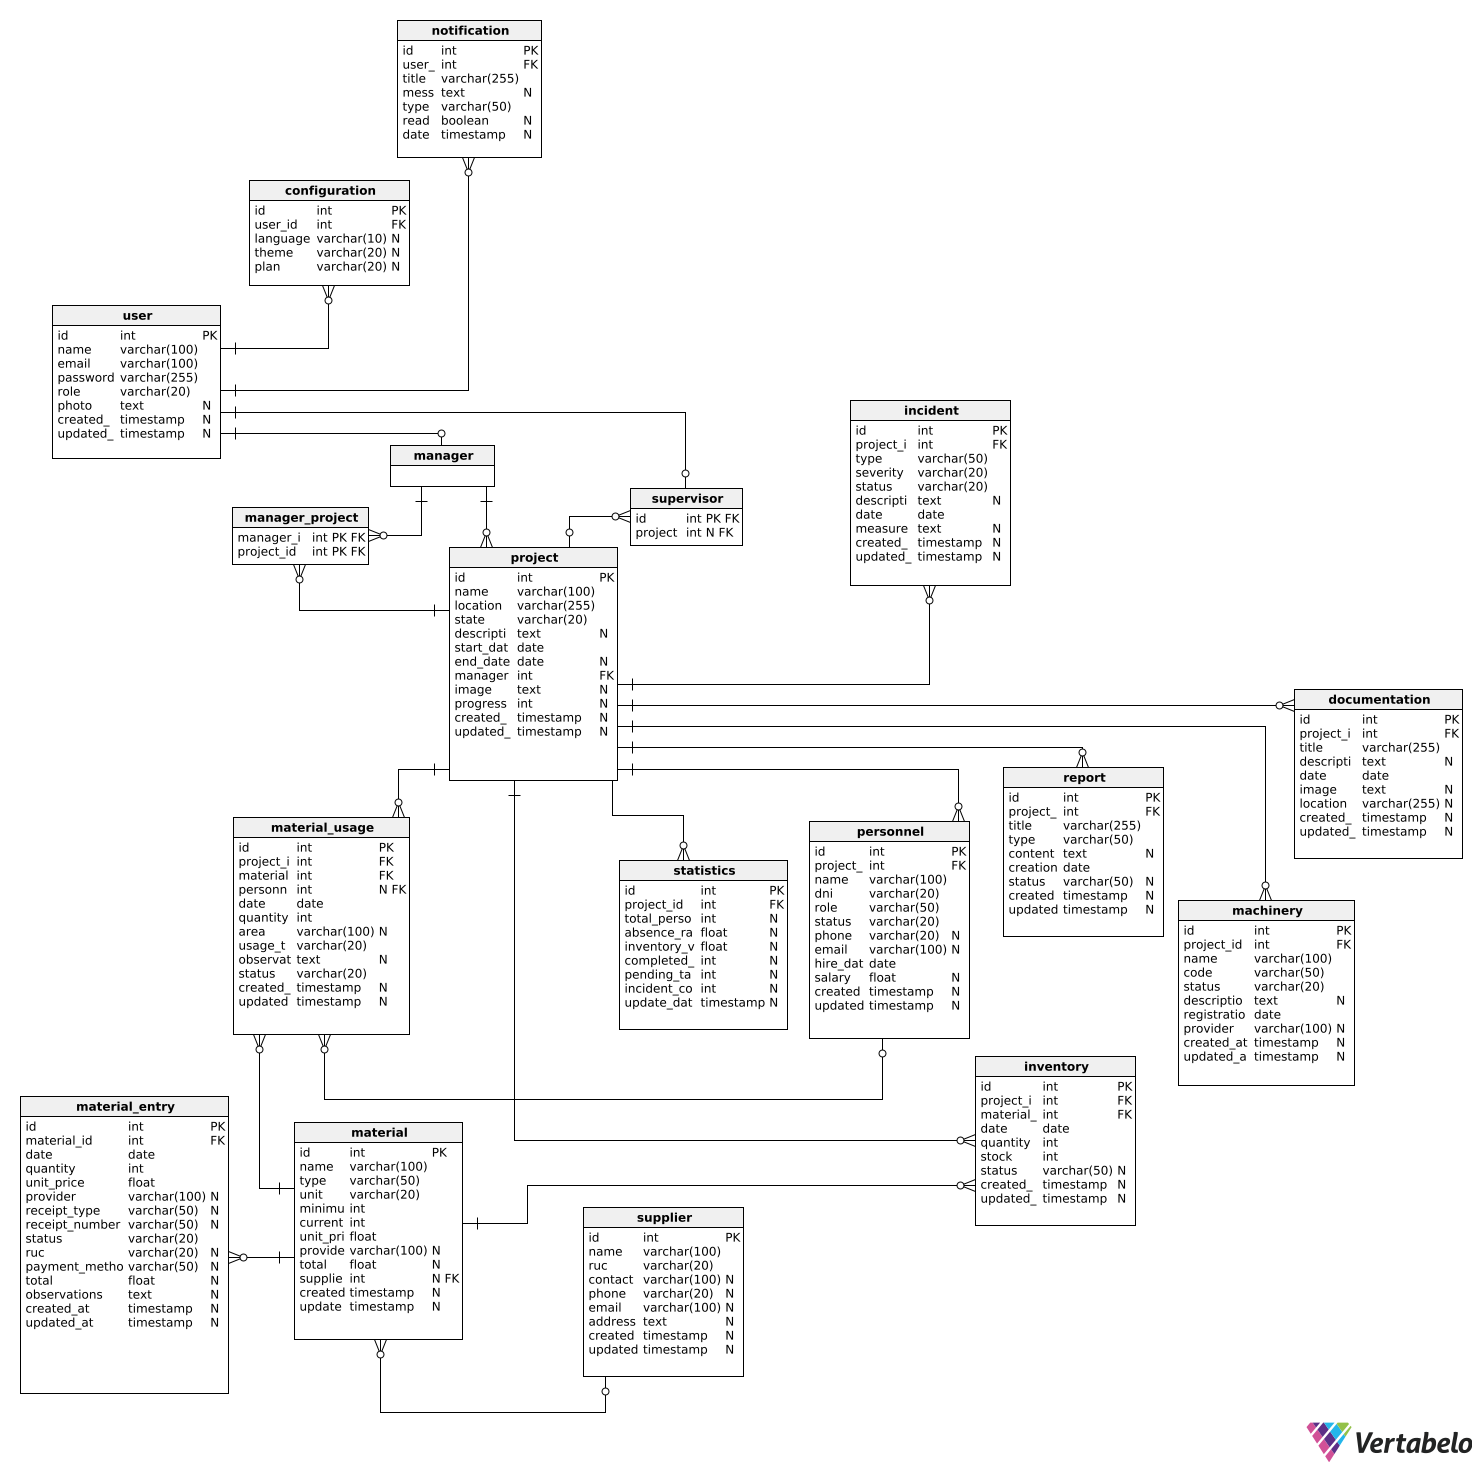 notification
id int PK
user_ int FK
title varchar(255)
mess text N
type varchar(50)
read boolean N
date timestamp N
configuration
id int PK
user_id int FK
language varchar(10) N
theme varchar(20) N
plan varchar(20) N
user
id int PK
name varchar(100)
email varchar(100)
password varchar(255)
role varchar(20)
photo text N
created_ timestamp N
updated_ timestamp N
manager
manager_project
manager_i int PK FK
project_id int PK FK
supervisor
id int PK FK
project int N FK
incident
id int PK
project_i int FK
type varchar(50)
severity varchar(20)
status varchar(20)
descripti text N
date date
measure text N
created_ timestamp N
updated_ timestamp N
project
id int PK
name varchar(100)
location varchar(255)
state varchar(20)
descripti text N
start_dat date
end_date date N
manager int FK
image text N
progress int N
created_ timestamp N
updated_ timestamp N
documentation
id int PK
project_i int FK
title varchar(255)
descripti text N
date date
image text N
location varchar(255) N
created_ timestamp N
updated_ timestamp N
report
id int PK
project_ int FK
title varchar(255)
type varchar(50)
content text N
creation date
status varchar(50) N
created timestamp N
updated timestamp N
material_usage
id int PK
project_i int FK
material int FK
personn int N FK
date date
quantity int
area varchar(100) N
usage_t varchar(20)
observat text N
status varchar(20)
created_ timestamp N
updated timestamp N
statistics
id int PK
project_id int FK
total_perso int N
absence_ra float N
inventory_v float N
completed_ int N
pending_ta int N
incident_co int N
update_dat timestamp N
personnel
id int PK
project_ int FK
name varchar(100)
dni varchar(20)
role varchar(50)
status varchar(20)
phone varchar(20) N
email varchar(100) N
hire_dat date
salary float N
created timestamp N
updated timestamp N
machinery
id int PK
project_id int FK
name varchar(100)
code varchar(50)
status varchar(20)
descriptio text N
registratio date
provider varchar(100) N
created_at timestamp N
updated_a timestamp N
inventory
id int PK
project_i int FK
material_ int FK
date date
quantity int
stock int
status varchar(50) N
created_ timestamp N
updated_ timestamp N
material_entry
id int PK
material_id int FK
date date
quantity int
unit_price float
provider varchar(100) N
receipt_type varchar(50) N
receipt_number varchar(50) N
status varchar(20)
ruc varchar(20) N
payment_metho varchar(50) N
total float N
observations text N
created_at timestamp N
updated_at timestamp N
material
id int PK
name varchar(100)
type varchar(50)
unit varchar(20)
minimu int
current int
unit_pri float
provide varchar(100) N
total float N
supplie int N FK
created timestamp N
update timestamp N
supplier
id int PK
name varchar(100)
ruc varchar(20)
contact varchar(100) N
phone varchar(20) N
email varchar(100) N
address text N
created timestamp N
updated timestamp N
Vertabelo